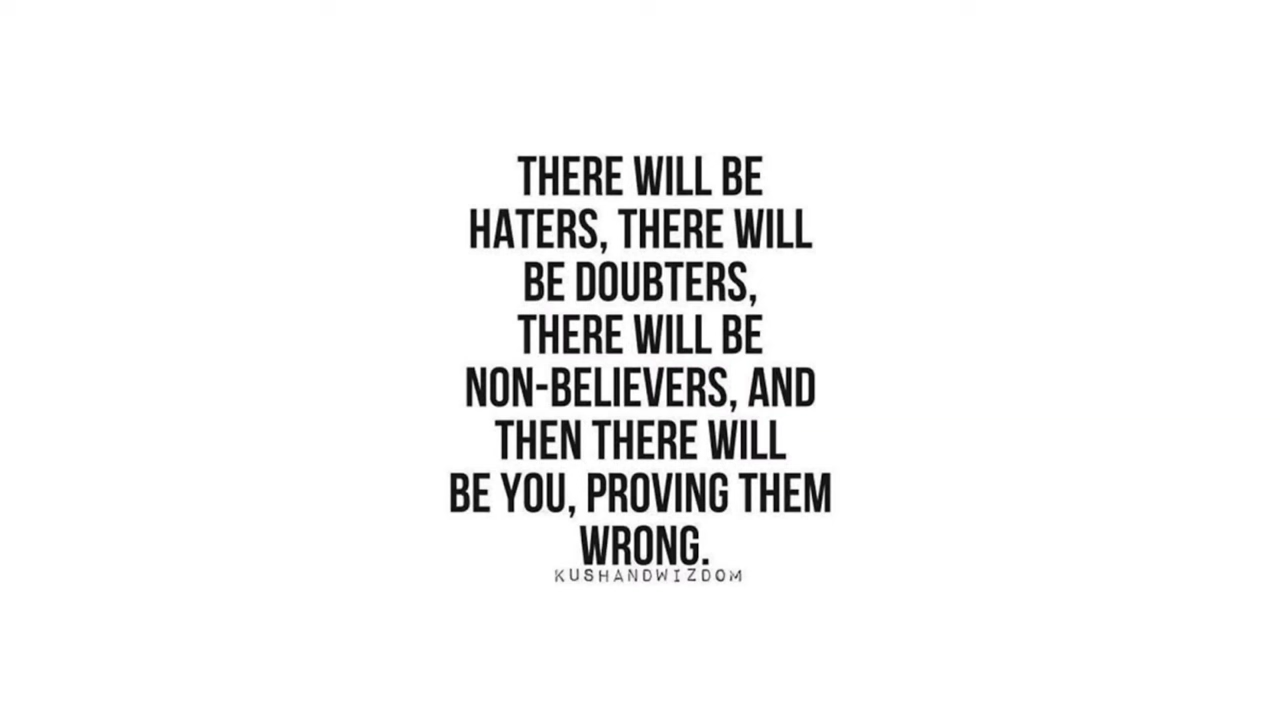 THERE WILL BE
HATERS, THERE WILL
BE DOUBTERS,
THERE WILL BE
NON-BELIEVERS, AND
THEN THERE WILL
BE YOU, PROVING THEM
WRONG.
KUSHANDWIZDOM